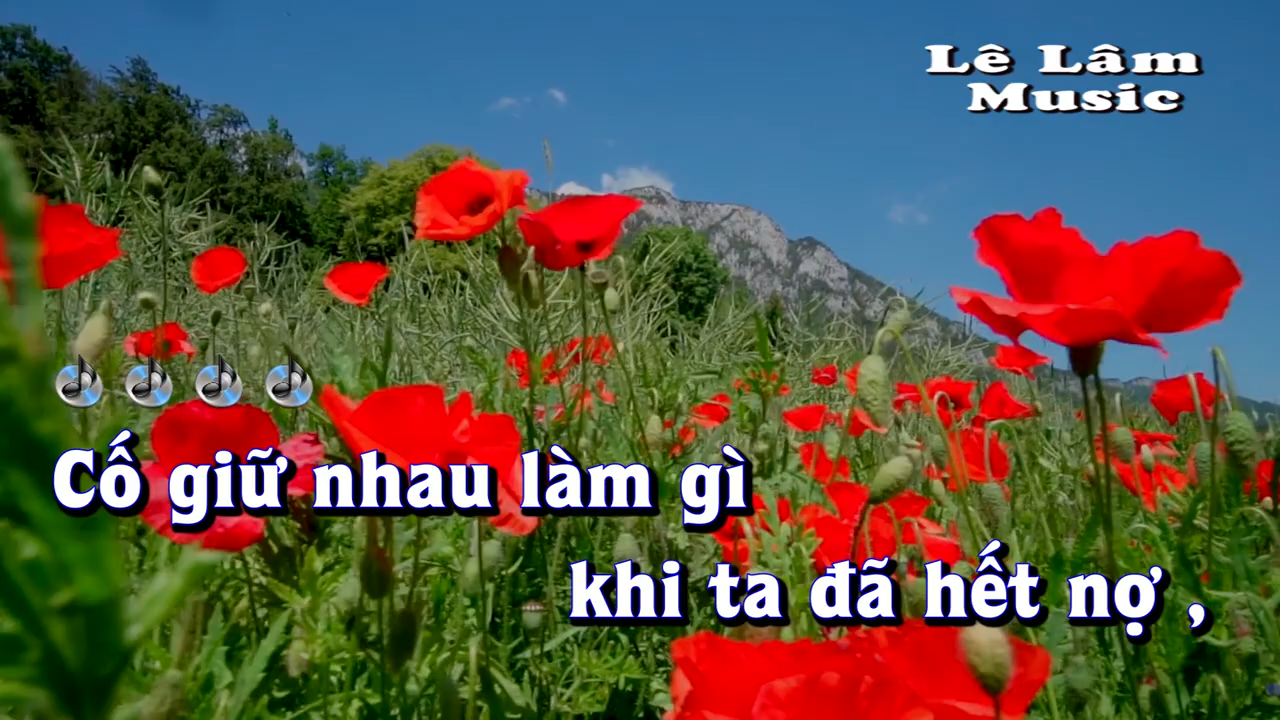 Lê Lâm
Music
Cố giữ nhau làm gì
khi ta đã hết nợ ,